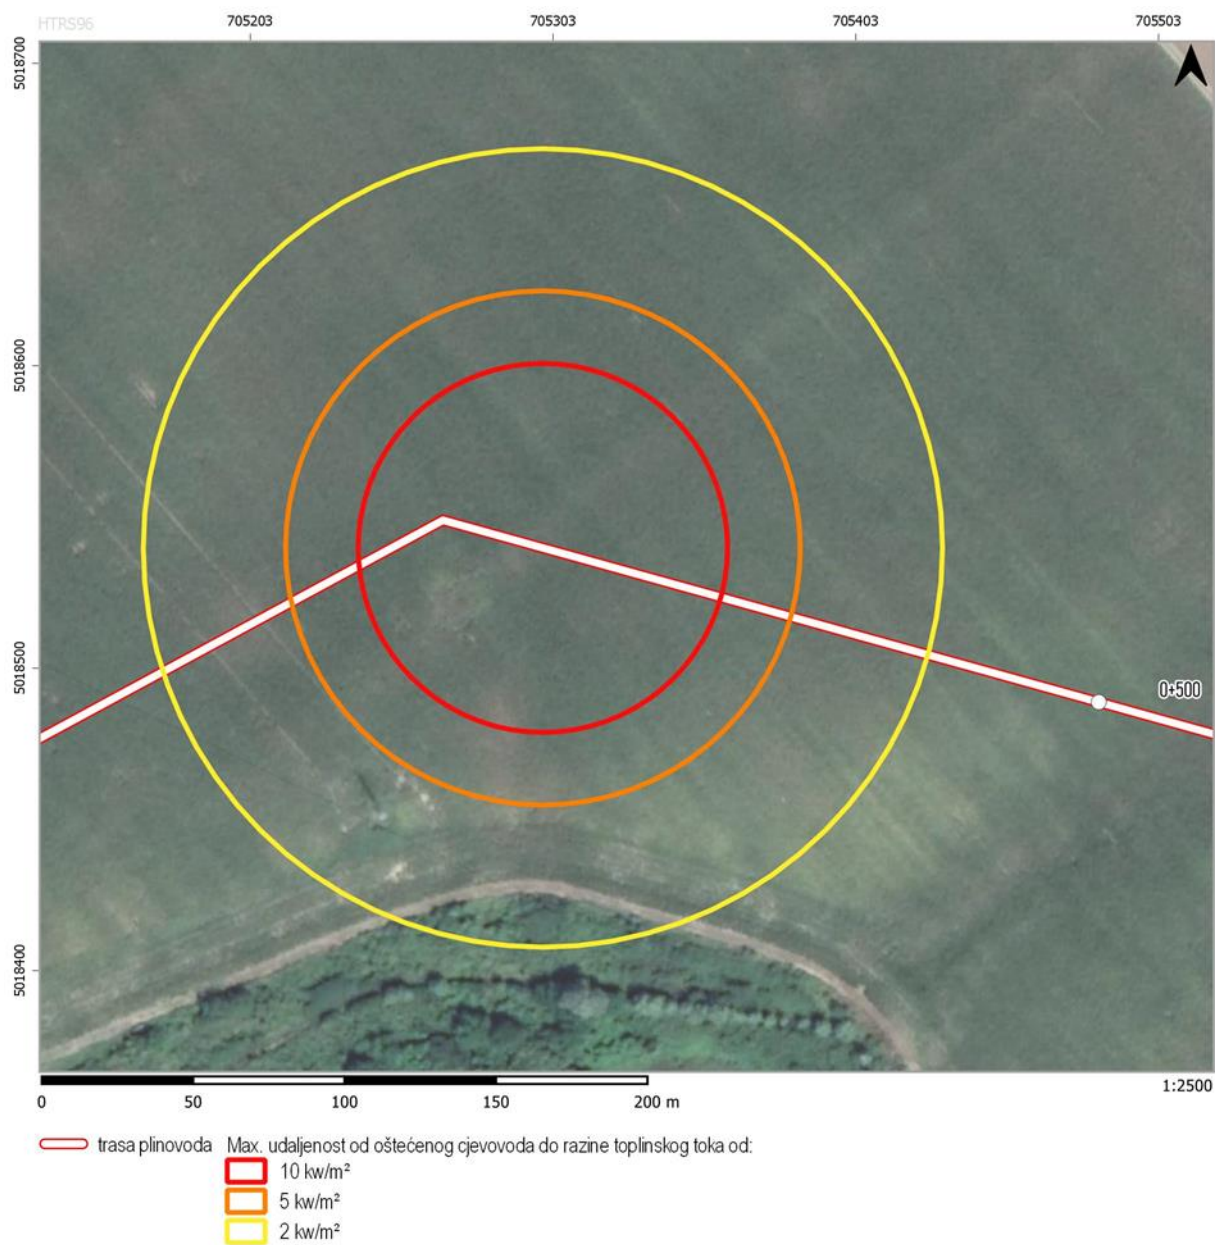 HTRS96
705203 705303 705403 705503
5018700
5018600
5018500
5018400
0+500
0 50 100 150 200 m
1:2500
trasa plinovoda
Max. udaljenost od oštećenog cjevovoda do razine toplinskog toka od:
10 kw/m²
5 kw/m²
2 kw/m²